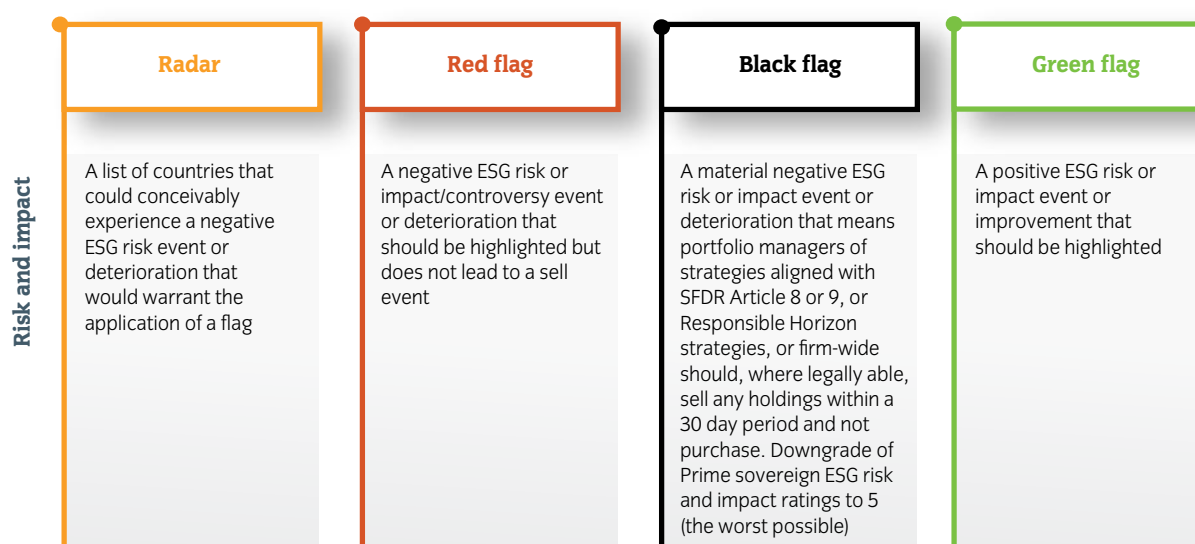 Radar
Red flag
Black flag
Green flag
Risk and impact
A list of countries that
could conceivably
experience a negative
ESG risk event or
deterioration that
would warrant the
application of a flag
A negative ESG risk or
impact/controversy event
or deterioration that
should be highlighted but
does not lead to a sell
event
A material negative ESG
risk or impact event or
deterioration that means
portfolio managers of
strategies aligned with
SFDR Article 8 or 9, or
Responsible Horizon
strategies, or firm-wide
should, where legally able,
sell any holdings within a
30 day period and not
purchase. Downgrade of
Prime sovereign ESG risk
and impact ratings to 5
(the worst possible)
A positive ESG risk or
impact event or
improvement that
should be highlighted